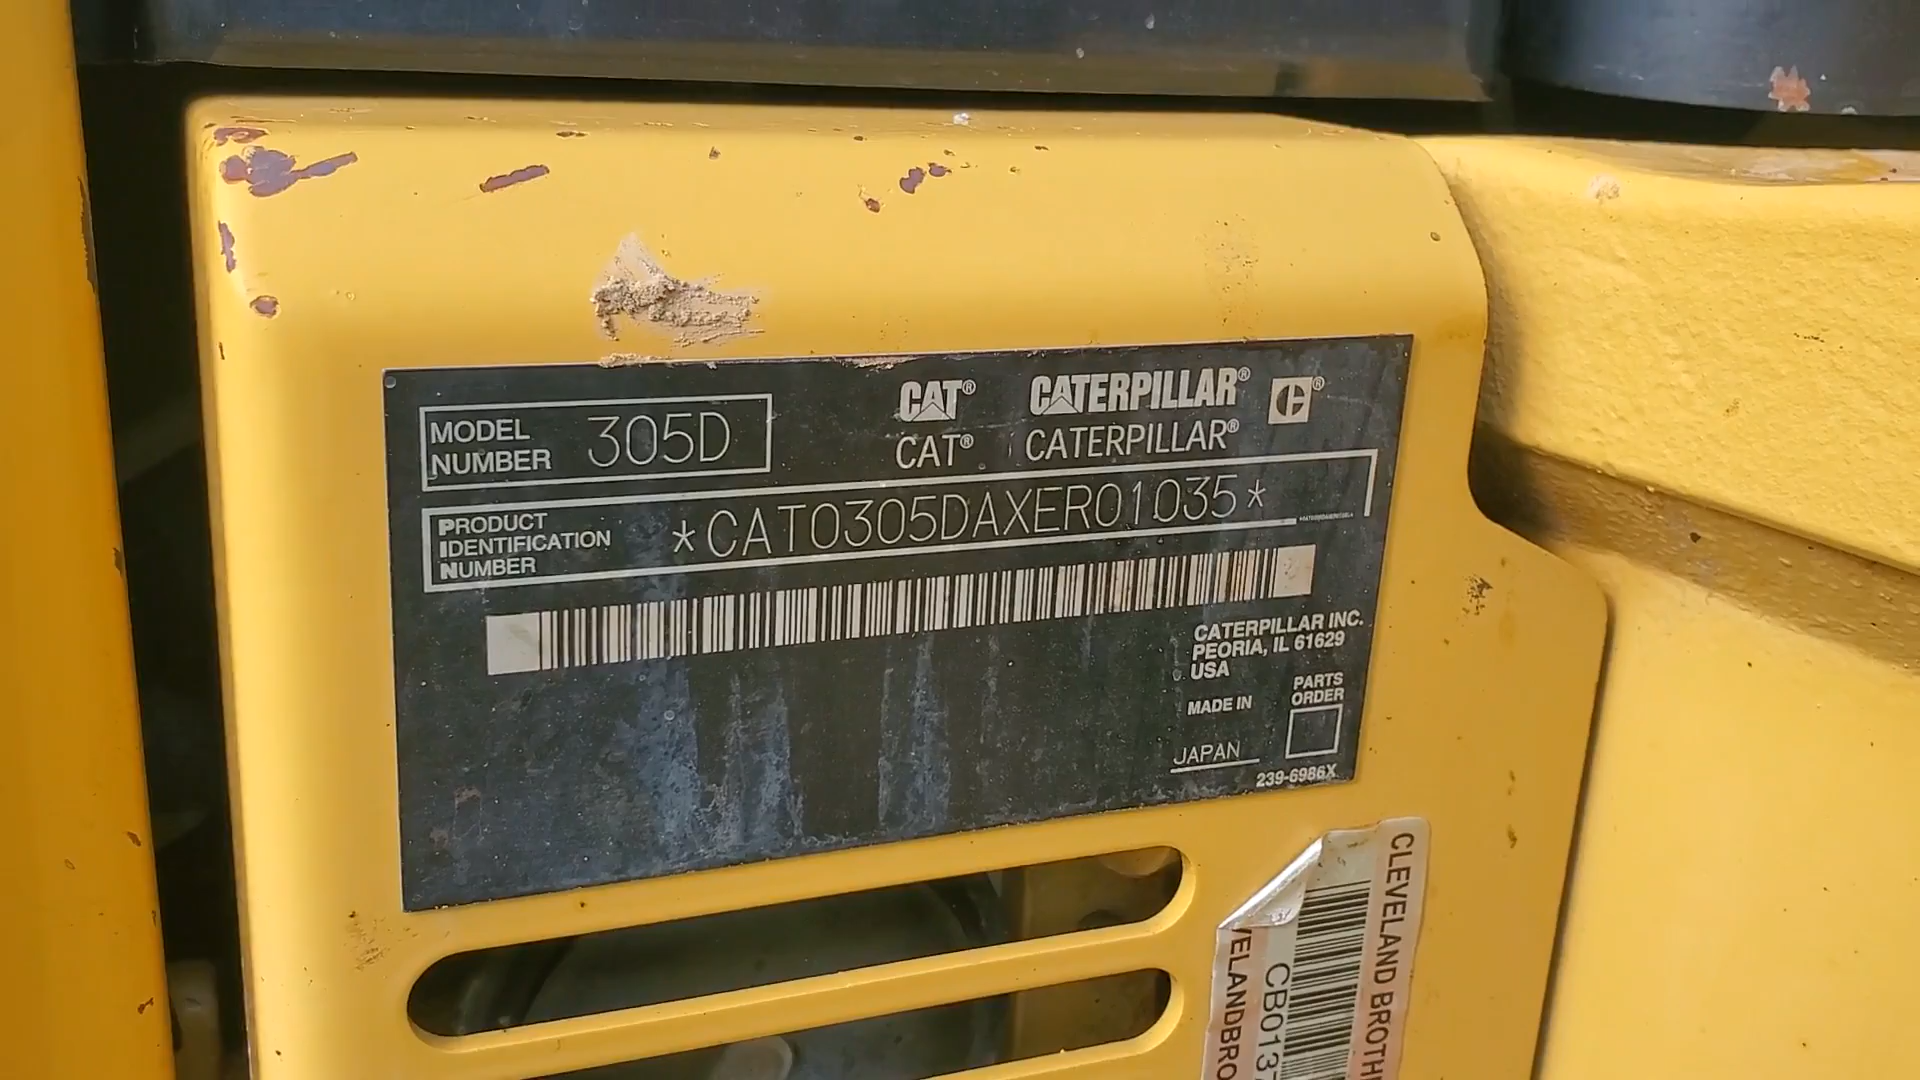 MODEL NUMBER 305D
CAT® CATERPILLAR® ®
CAT® CATERPILLAR®
PRODUCT IDENTIFICATION NUMBER *CAT0305DAXER01035*
CATERPILLAR INC.
PEORIA, IL 61629
USA
MADE IN
JAPAN
PARTS
ORDER
239-6986X
CLEVELAND BROTH
CB0137
VELANDBRO